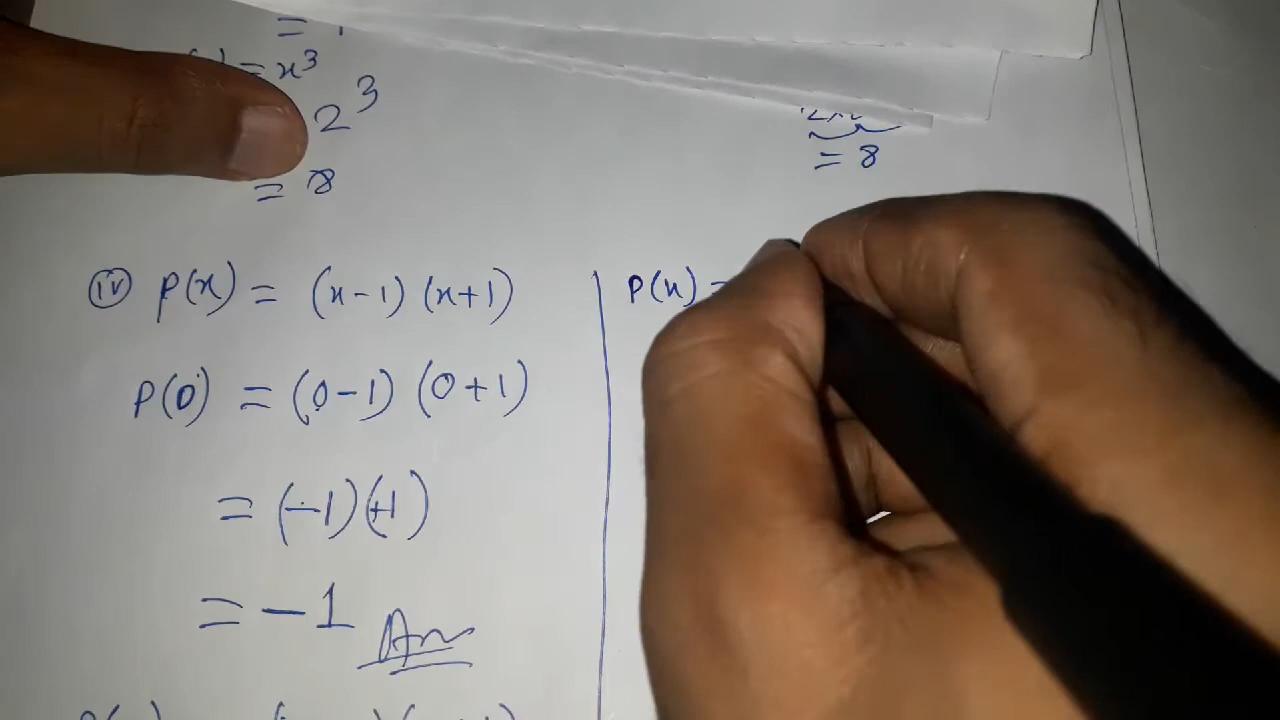 = x³
2³
= 8
= 8
(iv) P(x) = (x-1) (x+1)
P(0) = (0-1) (0+1)
= (-1)(+1)
= -1 Ans
P(x) =